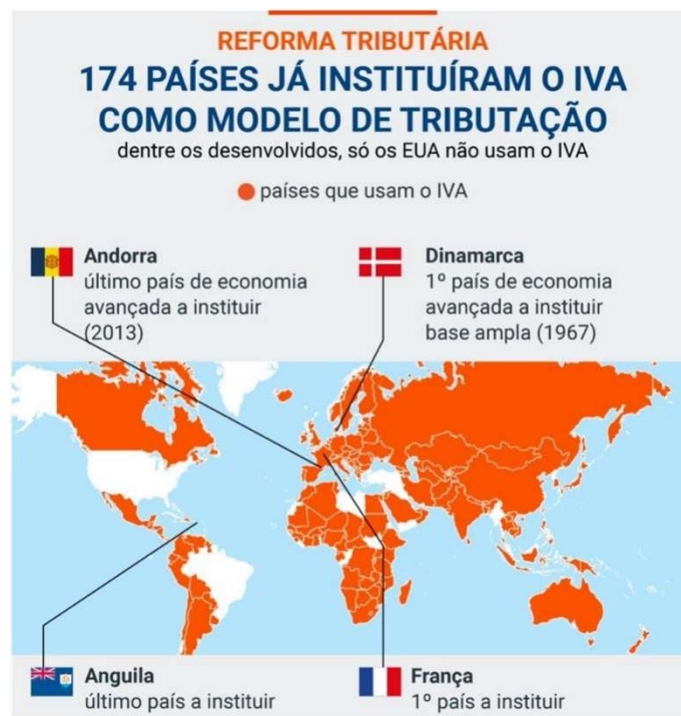 REFORMA TRIBUTÁRIA
174 PAÍSES JÁ INSTITUÍRAM O IVA
COMO MODELO DE TRIBUTAÇÃO
dentre os desenvolvidos, só os EUA não usam o IVA
países que usam o IVA
Andorra
último país de economia
avançada a instituir
(2013)
Dinamarca
1º país de economia
avançada a instituir
base ampla (1967)
Anguila
último país a instituir
França
1º país a instituir